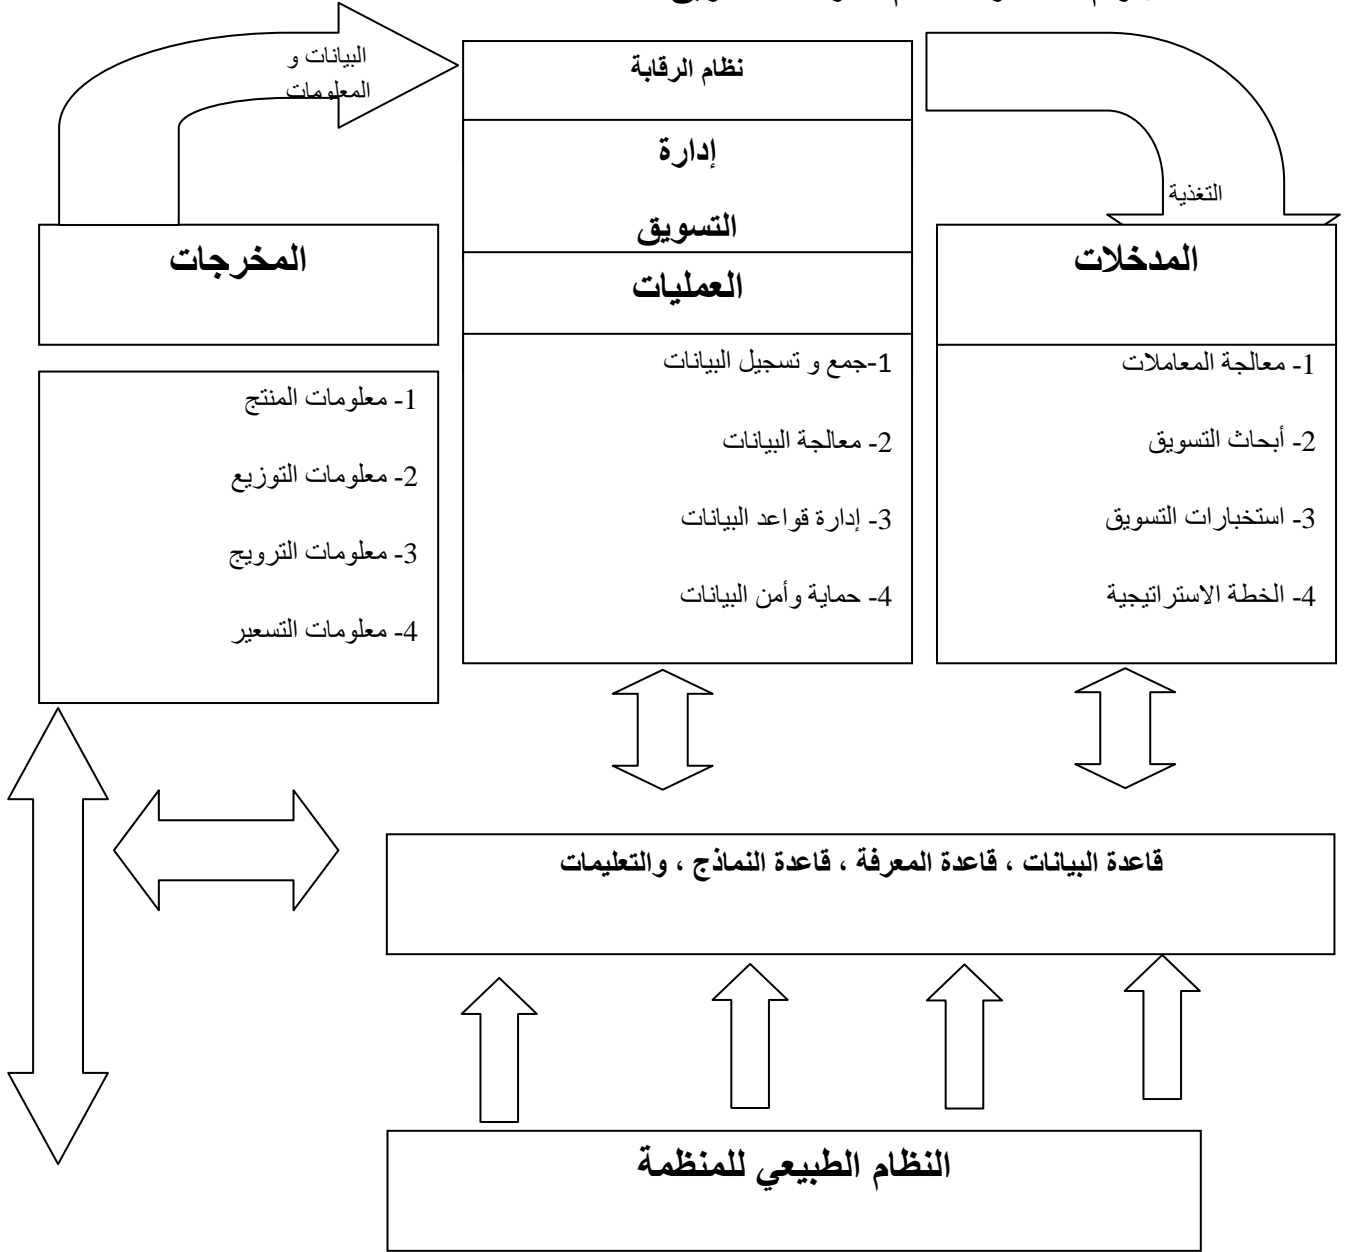 نظام الرقابة
إدارة
التسويق
العمليات
1-جمع و تسجيل البيانات
2- معالجة البيانات
3- إدارة قواعد البيانات
4- حماية وأمن البيانات
التغذية
المدخلات
1- معالجة المعاملات
2- أبحاث التسويق
3- استخبارات التسويق
4- الخطة الاستراتيجية
البيانات و
المعلومات
المخرجات
1- معلومات المنتج
2- معلومات التوزيع
3- معلومات الترويج
4- معلومات التسعير
قاعدة البيانات ، قاعدة المعرفة ، قاعدة النماذج ، والتعليمات
النظام الطبيعي للمنظمة